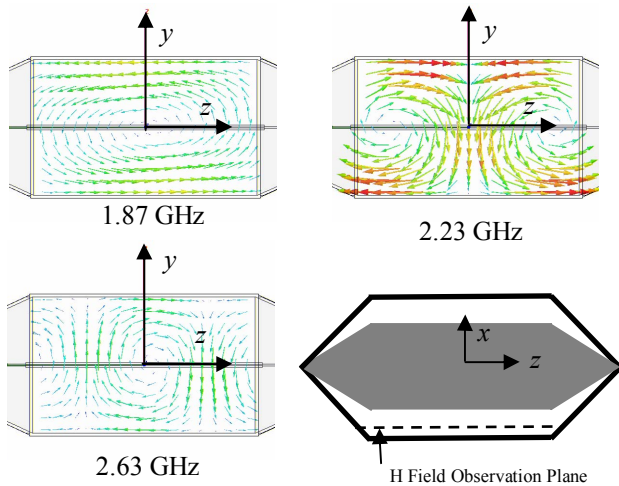 y
z
1.87 GHz
y
z
2.23 GHz
y
z
2.63 GHz
x
z
H Field Observation Plane